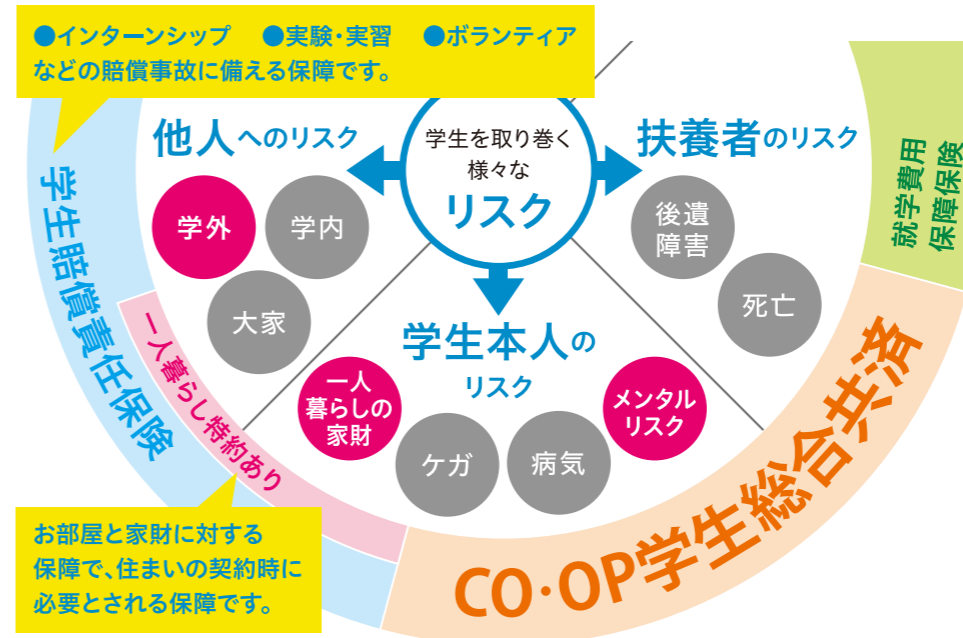 ●インターンシップ ●実験・実習 ●ボランティア
などの賠償事故に備える保障です。
学生を取り巻く
様々な
リスク
他人へのリスク
学外
学内
大家
扶養者のリスク
後遺
障害
死亡
学生本人の
リスク
一人
暮らしの
家財
ケガ
病気
メンタル
リスク
学生賠償責任保険
一人暮らし特約あり
お部屋と家財に対する
保障で、住まいの契約時に
必要とされる保障です。
CO・OP学生総合共済
就学費用
保障保険